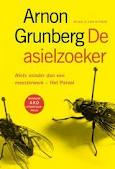 Arnon
Grunberg De
asielzoeker
Niets minder dan een
meesterwerk – Het Parool
AKO